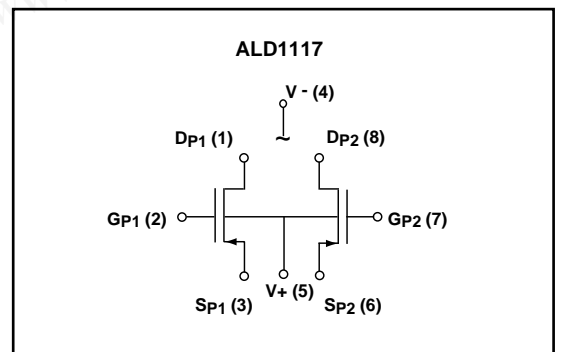 ALD1117
V - (4)
~
DP1 (1) DP2 (8)
GP1 (2) GP2 (7)
V+ (5)
SP1 (3) SP2 (6)